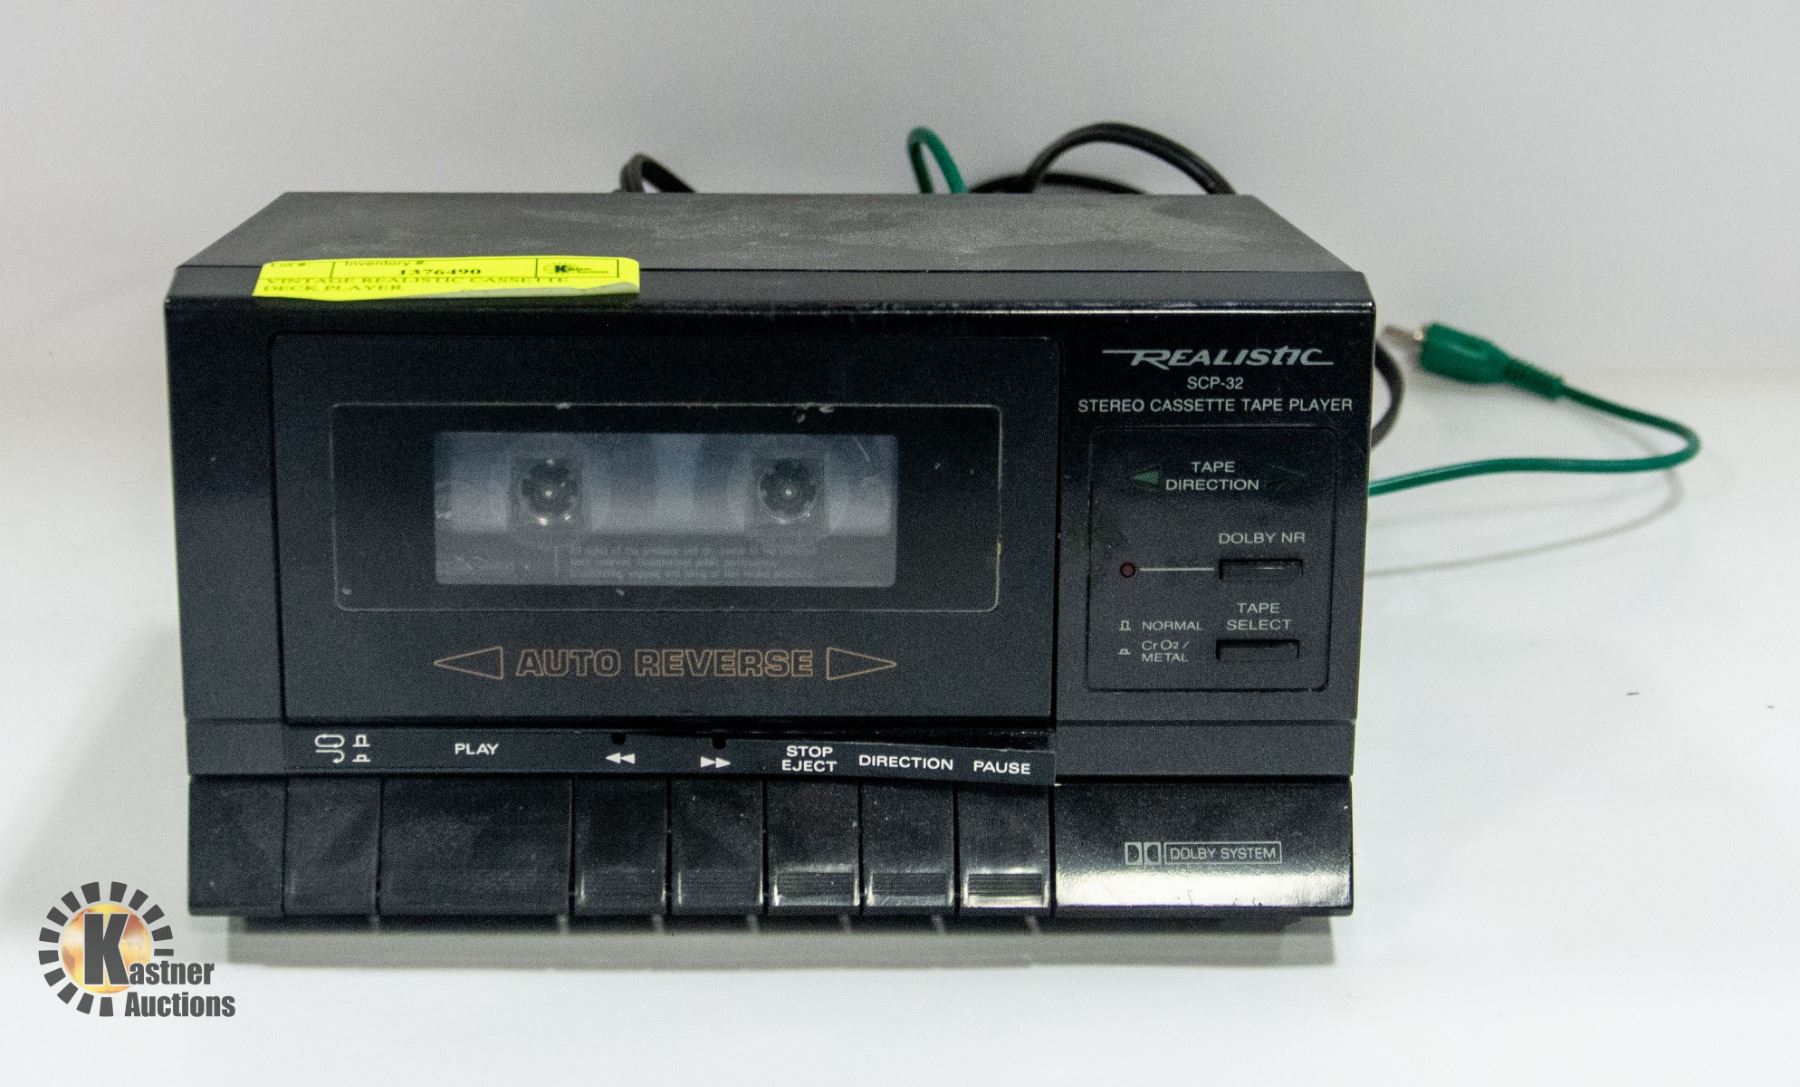 Lot # Inventory #
1376490
VINTAGE REALISTIC CASSETTE
DECK PLAYER
REALISTIC
SCP-32
STEREO CASSETTE TAPE PLAYER
TAPE
DIRECTION
DOLBY NR
TAPE
SELECT
NORMAL
CrO2/
METAL
AUTO REVERSE
PLAY
STOP
EJECT
DIRECTION
PAUSE
DOLBY SYSTEM
Kastner
Auctions